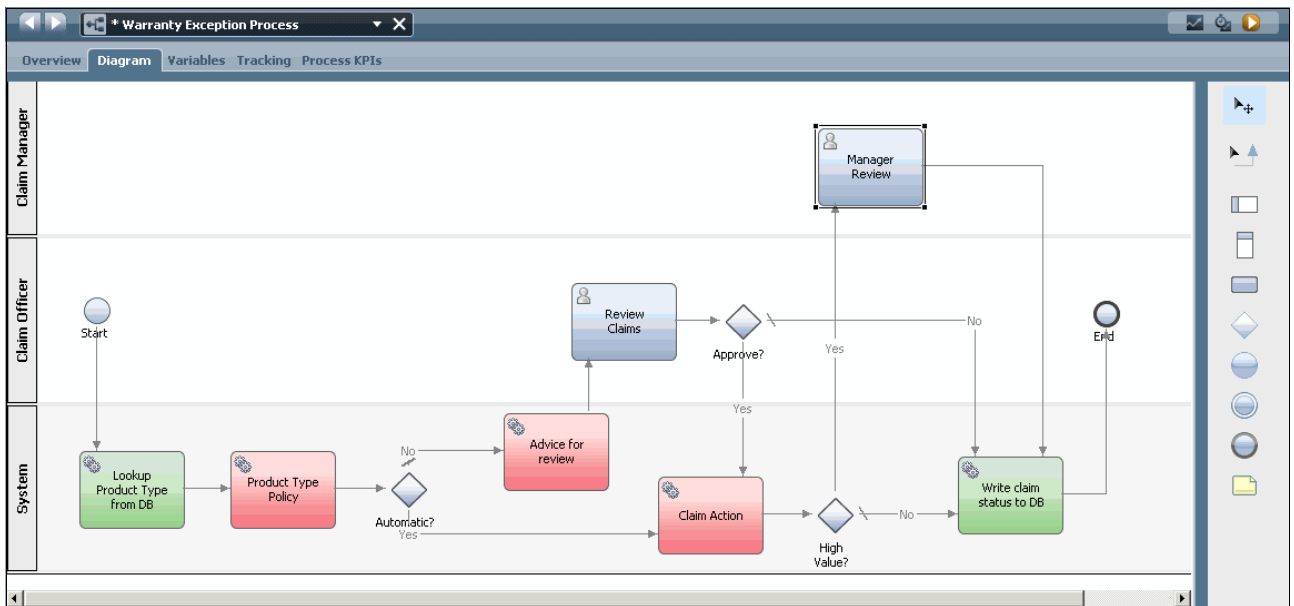 * Warranty Exception Process
Overview Diagram Variables Tracking Process KPIs
Claim Manager
Manager
Review
Claim Officer
Start
Review
Claims
Approve?
No
Yes
End
Yes
System
Lookup
Product Type
from DB
Product Type
Policy
No
Automatic?
Yes
Advice for
review
Claim Action
High
Value?
No
Write claim
status to DB